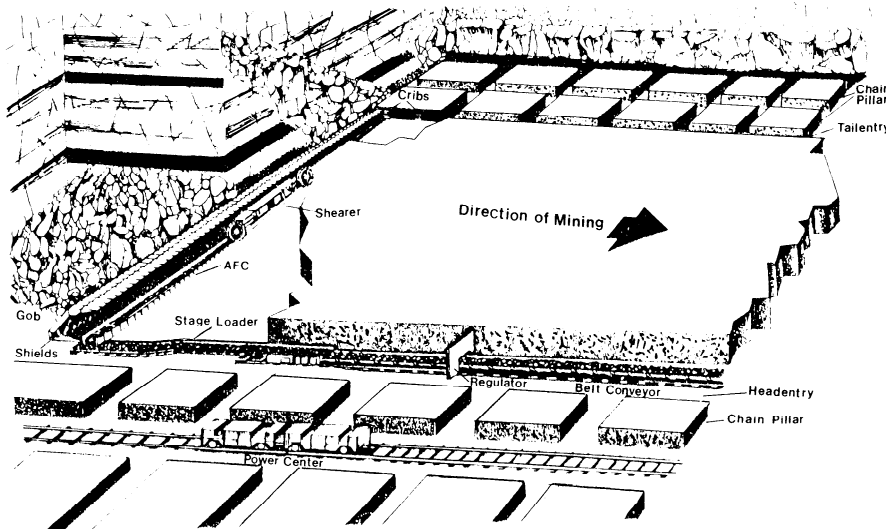 Cribs
Chain
Pillar
Tailentry
Shearer
Direction of Mining
AFC
Gob
Stage Loader
Shields
Regulator
Belt Conveyor
Headentry
Chain Pillar
Power Center